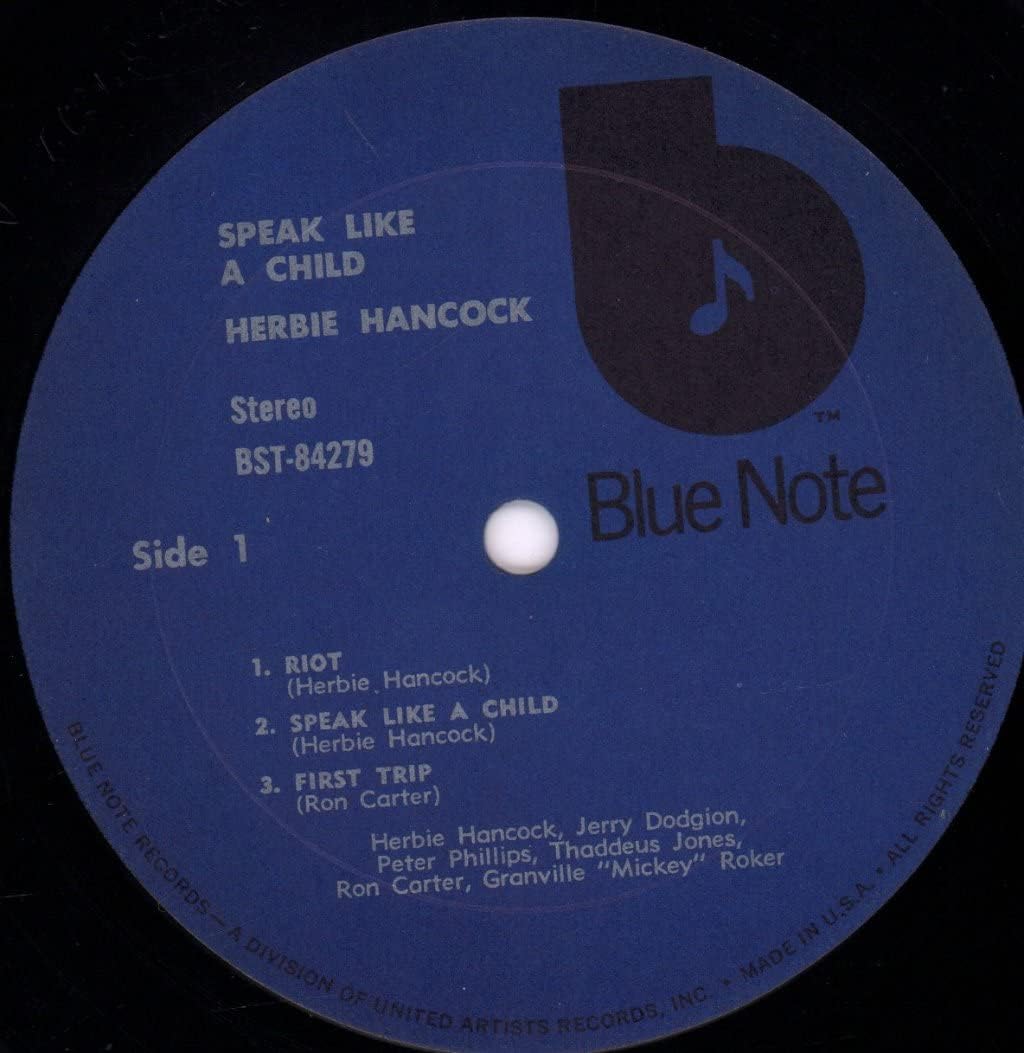 SPEAK LIKE
A CHILD
HERBIE HANCOCK
Stereo
BST-84279
Side 1
TM
Blue Note
1. RIOT
(Herbie Hancock)
2. SPEAK LIKE A CHILD
(Herbie Hancock)
3. FIRST TRIP
(Ron Carter)
Herbie Hancock, Jerry Dodgion,
Peter Phillips, Thaddeus Jones,
Ron Carter, Granville "Mickey" Roker
BLUE NOTE RECORDS—A DIVISION OF UNITED ARTISTS RECORDS, INC. • MADE IN U.S.A. • ALL RIGHTS RESERVED